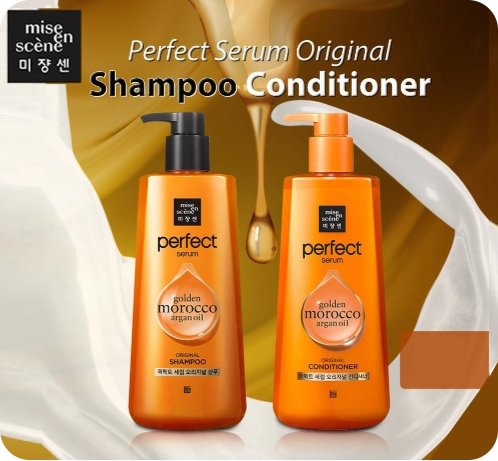 mise
en
scène
미쟝센
Perfect Serum Original
Shampoo Conditioner
mise
en
scène
미쟝센
perfect
serum
golden
morocco
argan oil
ORIGINAL
SHAMPOO
퍼펙트 세럼 오리지널 샴푸
mise
en
scène
미쟝센
perfect
serum
golden
morocco
argan oil
ORIGINAL
CONDITIONER
퍼펙트 세럼 오리지널 컨디셔너